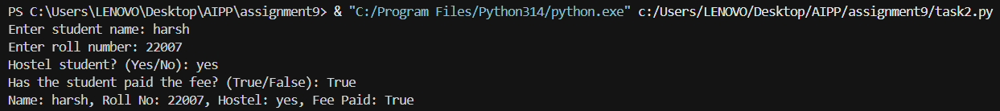 PS C:\Users\LENOVO\Desktop\AIPP\assignment9> & "C:/Program Files/Python314/python.exe" c:/Users/LENOVO/Desktop/AIPP/assignment9/task2.py
Enter student name: harsh
Enter roll number: 22007
Hostel student? (Yes/No): yes
Has the student paid the fee? (True/False): True
Name: harsh, Roll No: 22007, Hostel: yes, Fee Paid: True